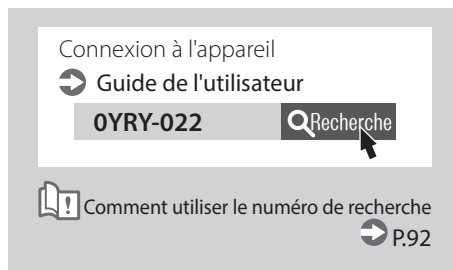 Connexion à l'appareil
Guide de l'utilisateur
0YRY-022 Recherche
Comment utiliser le numéro de recherche
P.92